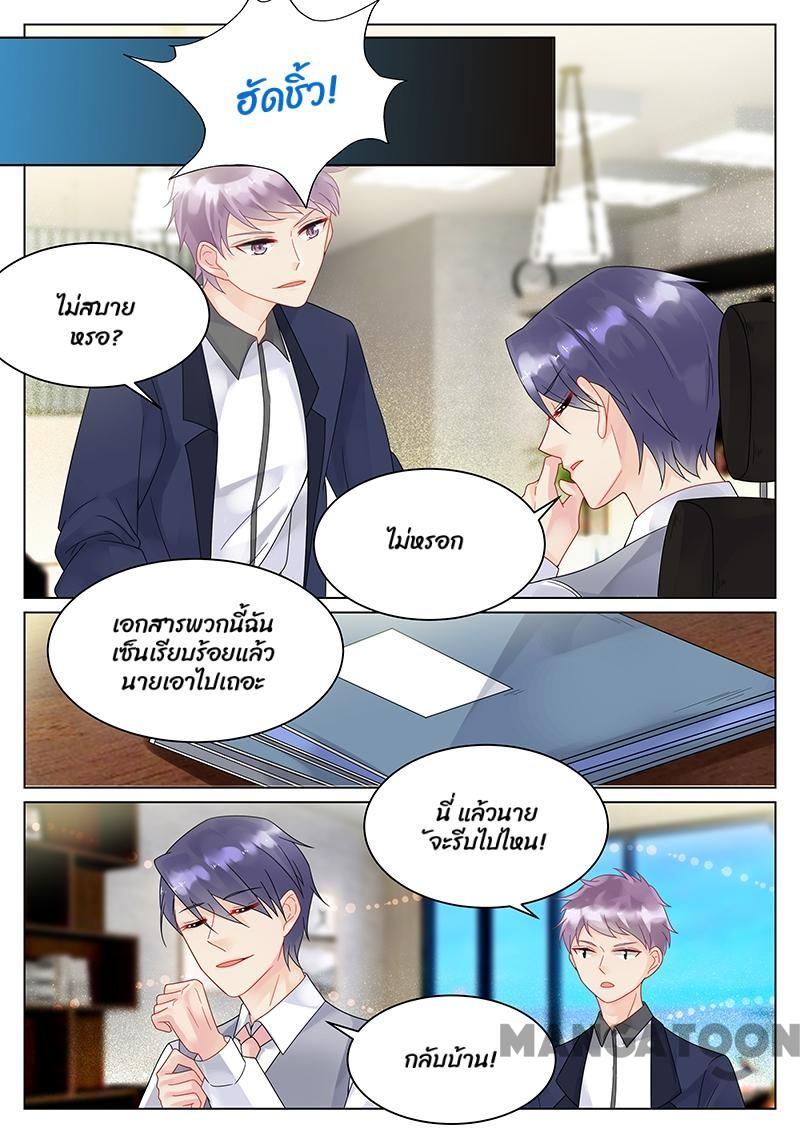 ฮัดชิ้ว!
ไม่สบาย
หรอ?
ไม่หรอก
เอกสารพวกนี้ฉัน
เซ็นเรียบร้อยแล้ว
นายเอาไปเถอะ
นี่ แล้วนาย
จะรีบไปไหน!
กลับบ้าน!
MANGATOON